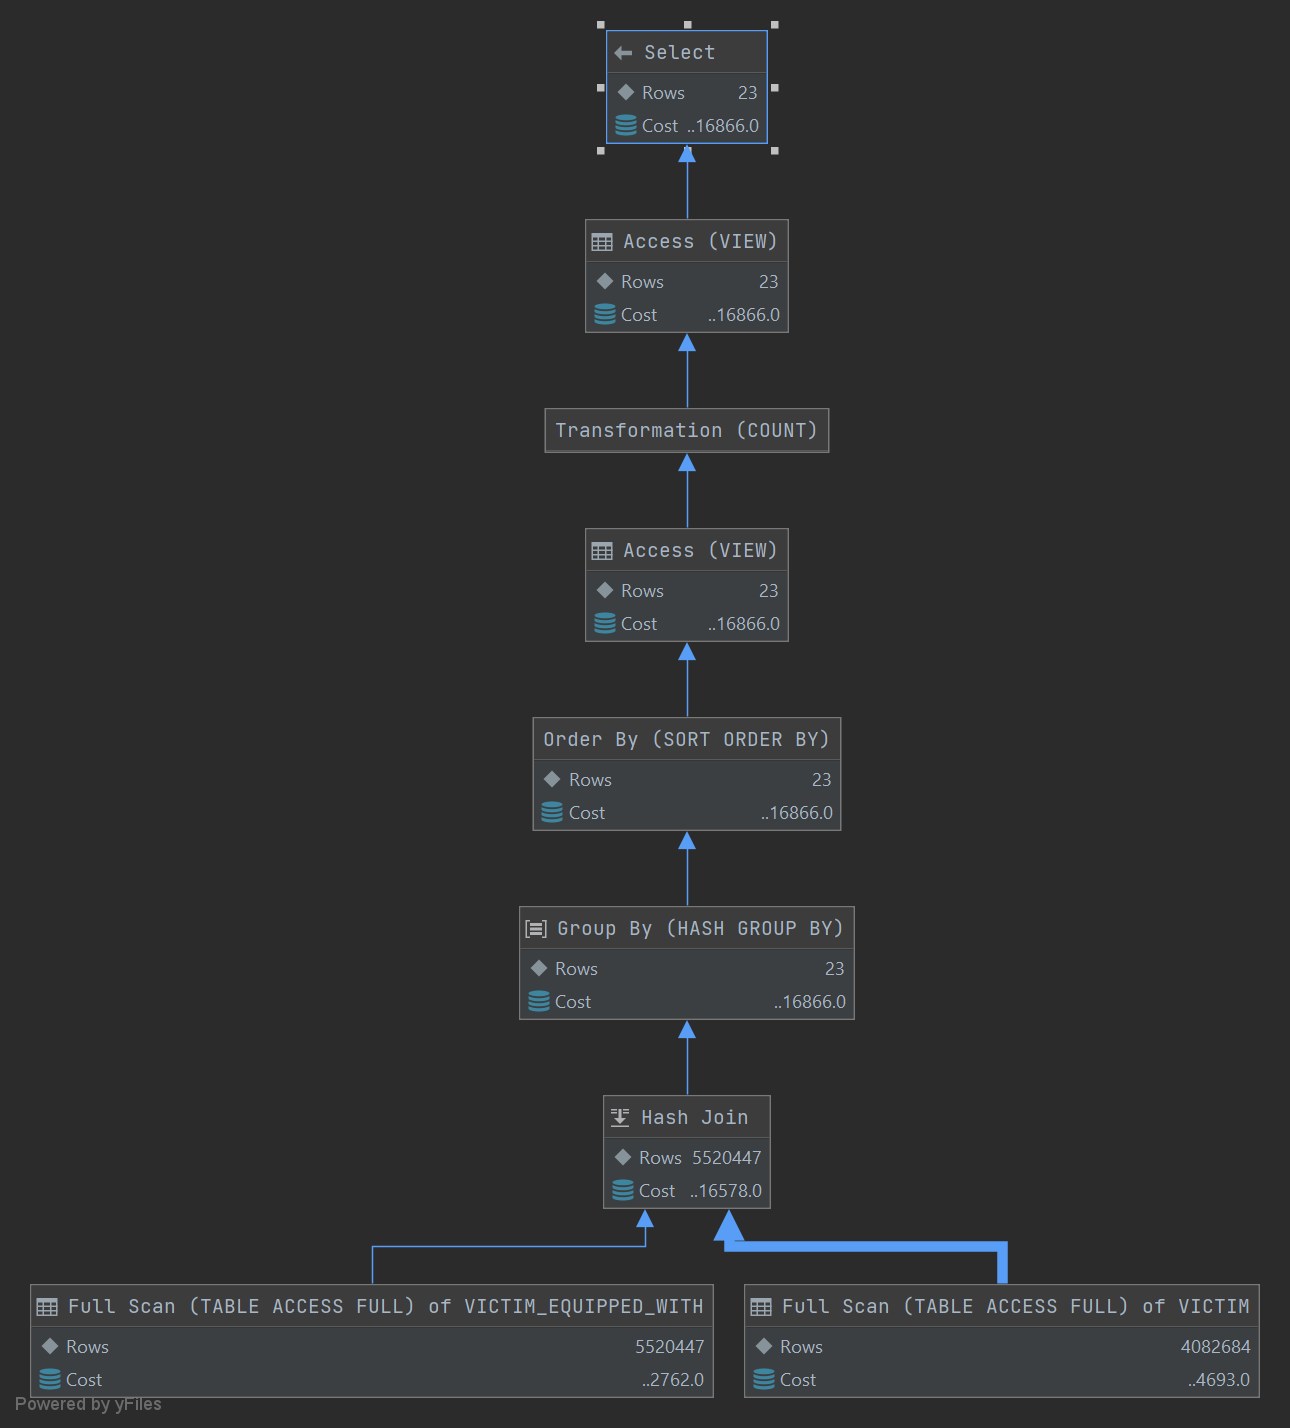 Select
Rows 23
Cost ..16866.0
Access (VIEW)
Rows 23
Cost ..16866.0
Transformation (COUNT)
Access (VIEW)
Rows 23
Cost ..16866.0
Order By (SORT ORDER BY)
Rows 23
Cost ..16866.0
Group By (HASH GROUP BY)
Rows 23
Cost ..16866.0
Hash Join
Rows 5520447
Cost ..16578.0
Full Scan (TABLE ACCESS FULL) of VICTIM_EQUIPPED_WITH
Rows 5520447
Cost ..2762.0
Full Scan (TABLE ACCESS FULL) of VICTIM
Rows 4082684
Cost ..4693.0
Powered by yFiles